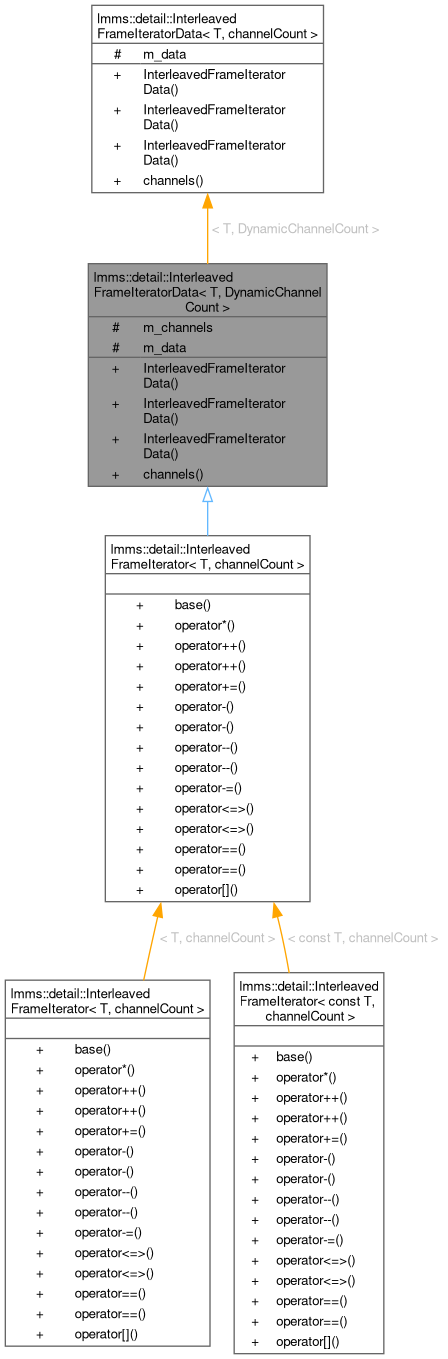 lmms::detail::Interleaved
FrameIteratorData< T, channelCount >
# m_data
+ InterleavedFrameIterator
Data()
+ InterleavedFrameIterator
Data()
+ InterleavedFrameIterator
Data()
+ channels()
< T, DynamicChannelCount >
lmms::detail::Interleaved
FrameIteratorData< T, DynamicChannel
Count >
# m_channels
# m_data
+ InterleavedFrameIterator
Data()
+ InterleavedFrameIterator
Data()
+ InterleavedFrameIterator
Data()
+ channels()
lmms::detail::Interleaved
FrameIterator< T, channelCount >
+ base()
+ operator*()
+ operator++()
+ operator++()
+ operator+=()
+ operator-()
+ operator-()
+ operator--()
+ operator--()
+ operator-=()
+ operator<=>()
+ operator<=>()
+ operator==()
+ operator==()
+ operator[]()
< T, channelCount >
< const T, channelCount >
lmms::detail::Interleaved
FrameIterator< T, channelCount >
+ base()
+ operator*()
+ operator++()
+ operator++()
+ operator+=()
+ operator-()
+ operator-()
+ operator--()
+ operator--()
+ operator-=()
+ operator<=>()
+ operator<=>()
+ operator==()
+ operator==()
+ operator[]()
lmms::detail::Interleaved
FrameIterator< const T,
channelCount >
+ base()
+ operator*()
+ operator++()
+ operator++()
+ operator+=()
+ operator-()
+ operator-()
+ operator--()
+ operator--()
+ operator-=()
+ operator<=>()
+ operator<=>()
+ operator==()
+ operator==()
+ operator[]()